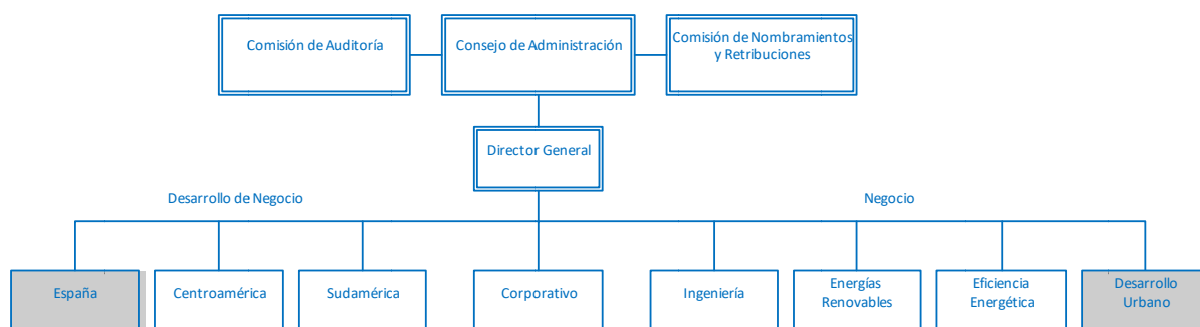 Comisión de Auditoría
Consejo de Administración
Comisión de Nombramientos
y Retribuciones
Director General
Desarrollo de Negocio
Negocio
España
Centroamérica
Sudamérica
Corporativo
Ingeniería
Energías
Renovables
Eficiencia
Energética
Desarrollo
Urbano